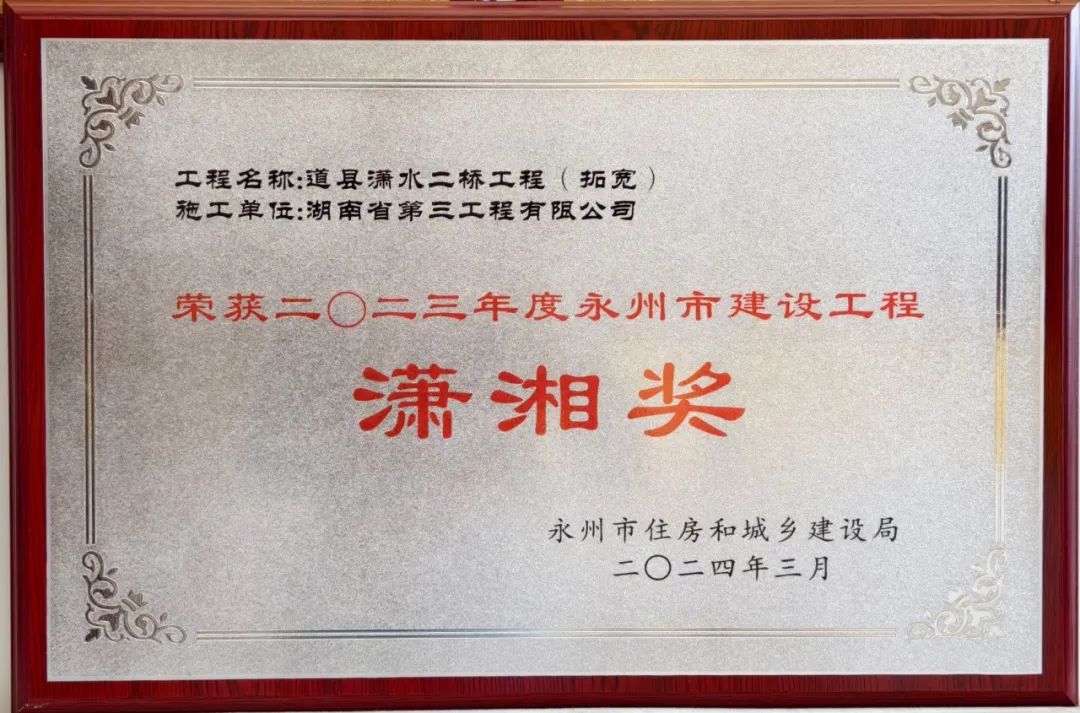 工程名称:道县潇水二桥工程（拓宽）
施工单位:湖南省第三工程有限公司
荣获二〇二三年度永州市建设工程
潇湘奖
永州市住房和城乡建设局
二〇二四年三月